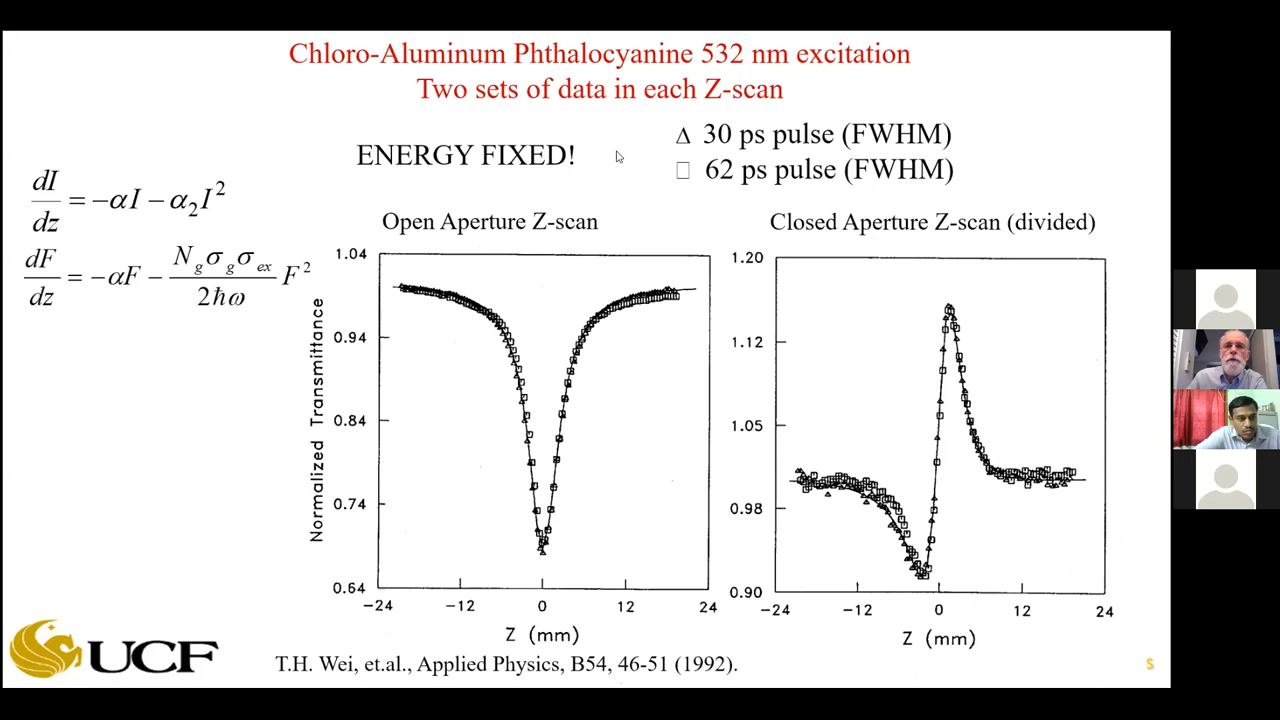 Chloro-Aluminum Phthalocyanine 532 nm excitation
Two sets of data in each Z-scan
ENERGY FIXED!
Δ 30 ps pulse (FWHM)
□ 62 ps pulse (FWHM)
dI/dz = −αI − α₂I²
dF/dz = −αF − (N_g σ_g σ_ex / 2ħω) F²
Open Aperture Z-scan
Normalized Transmittance
1.04
0.94
0.84
0.74
0.64
−24 −12 0 12 24
Z (mm)
Closed Aperture Z-scan (divided)
1.20
1.12
1.05
0.98
0.90
−24 −12 0 12 24
Z (mm)
UCF
T.H. Wei, et.al., Applied Physics, B54, 46-51 (1992).
S